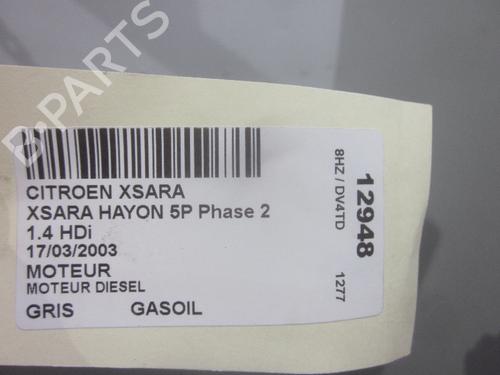 B-PARTS
CITROEN XSARA
XSARA HAYON 5P Phase 2
1.4 HDi
17/03/2003
MOTEUR
MOTEUR DIESEL
GRIS GASOIL
12948
8HZ / DV4TD 1277